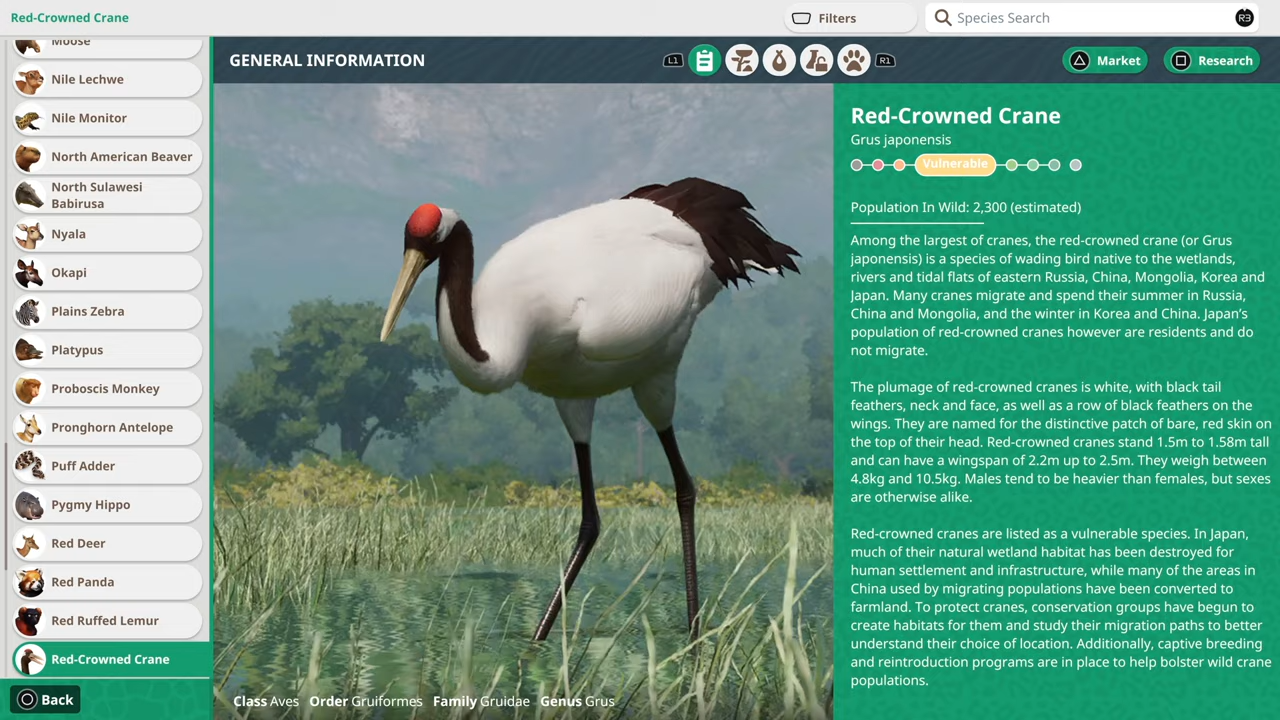 Red-Crowned Crane
Filters
Species Search
R3
Moose
Nile Lechwe
Nile Monitor
North American Beaver
North Sulawesi
Babirusa
Nyala
Okapi
Plains Zebra
Platypus
Proboscis Monkey
Pronghorn Antelope
Puff Adder
Pygmy Hippo
Red Deer
Red Panda
Red Ruffed Lemur
Red-Crowned Crane
Back
GENERAL INFORMATION
L1
R1
Market
Research
Class Aves Order Gruiformes Family Gruidae Genus Grus
Red-Crowned Crane
Grus japonensis
Vulnerable
Population In Wild: 2,300 (estimated)
Among the largest of cranes, the red-crowned crane (or Grus
japonensis) is a species of wading bird native to the wetlands,
rivers and tidal flats of eastern Russia, China, Mongolia, Korea and
Japan. Many cranes migrate and spend their summer in Russia,
China and Mongolia, and the winter in Korea and China. Japan's
population of red-crowned cranes however are residents and do
not migrate.
The plumage of red-crowned cranes is white, with black tail
feathers, neck and face, as well as a row of black feathers on the
wings. They are named for the distinctive patch of bare, red skin on
the top of their head. Red-crowned cranes stand 1.5m to 1.58m tall
and can have a wingspan of 2.2m up to 2.5m. They weigh between
4.8kg and 10.5kg. Males tend to be heavier than females, but sexes
are otherwise alike.
Red-crowned cranes are listed as a vulnerable species. In Japan,
much of their natural wetland habitat has been destroyed for
human settlement and infrastructure, while many of the areas in
China used by migrating populations have been converted to
farmland. To protect cranes, conservation groups have begun to
create habitats for them and study their migration paths to better
understand their choice of location. Additionally, captive breeding
and reintroduction programs are in place to help bolster wild crane
populations.